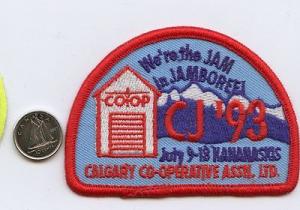 We're the JAM
in JAMBOREE!
CO-OP
CJ '93
July 9-18 KANANASKIS
CALGARY CO-OPERATIVE ASSN. LTD.